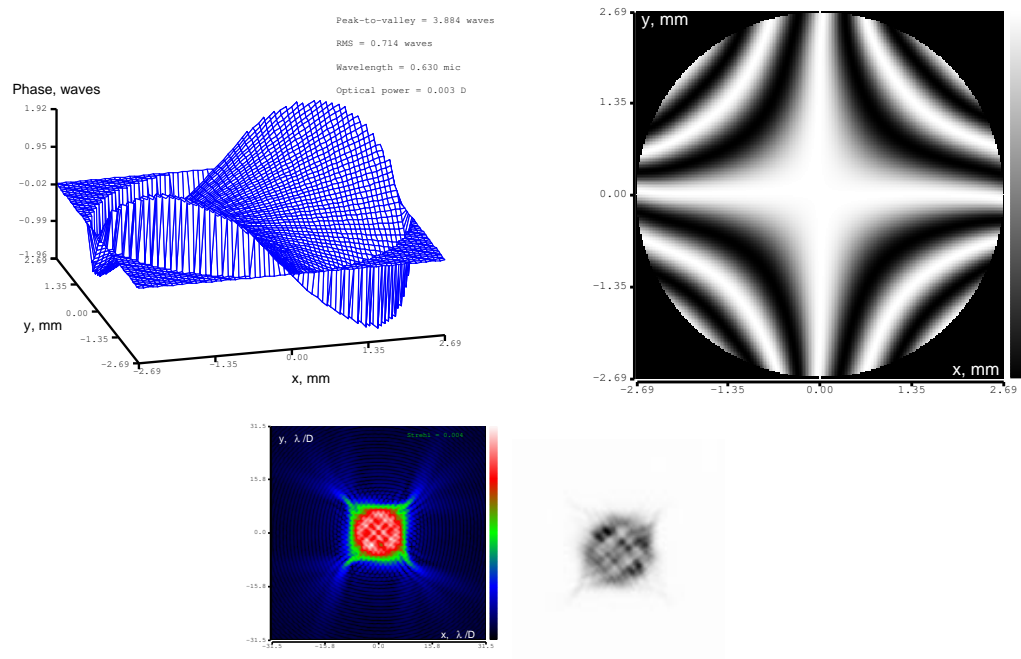 Peak-to-valley = 3.884 waves
RMS = 0.714 waves
Wavelength = 0.630 mic
Optical power = 0.003 D
Phase, waves
1.92
0.95
-0.02
-0.99
-1.96
2.69
1.35
0.00
-1.35
-2.69
y, mm
-2.69
-1.35
0.00
1.35
2.69
x, mm
y, mm
2.69
1.35
0.00
-1.35
-2.69
x, mm
-2.69
-1.35
0.00
1.35
2.69
y, λ/D
Strehl = 0.004
31.5
15.8
0.0
-15.8
-31.5
x, λ/D
-31.5
-15.8
0.0
15.8
31.5